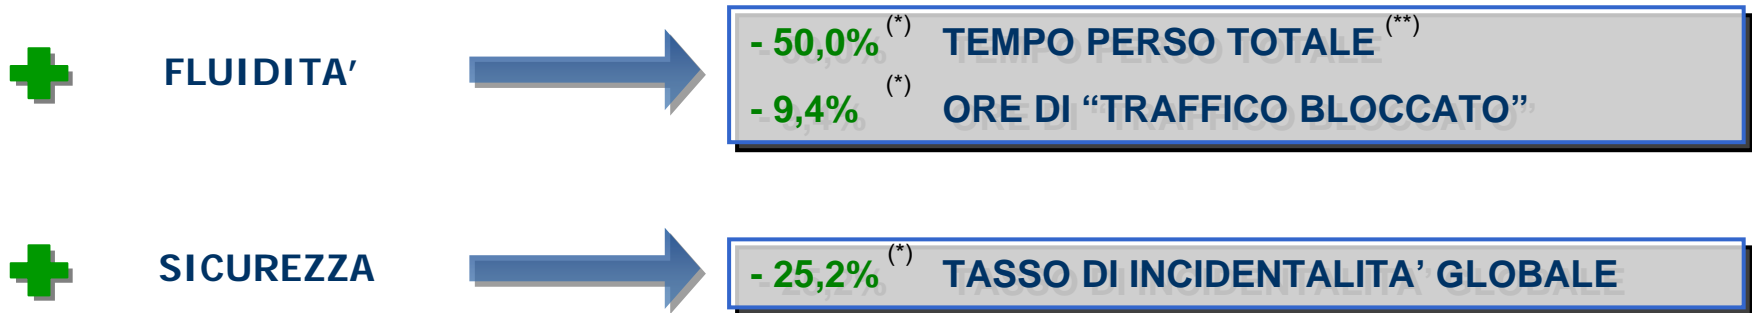 FLUIDITA’
- 50,0% (*) TEMPO PERSO TOTALE (**)
- 9,4% (*) ORE DI “TRAFFICO BLOCCATO”
SICUREZZA
- 25,2% (*) TASSO DI INCIDENTALITA’ GLOBALE